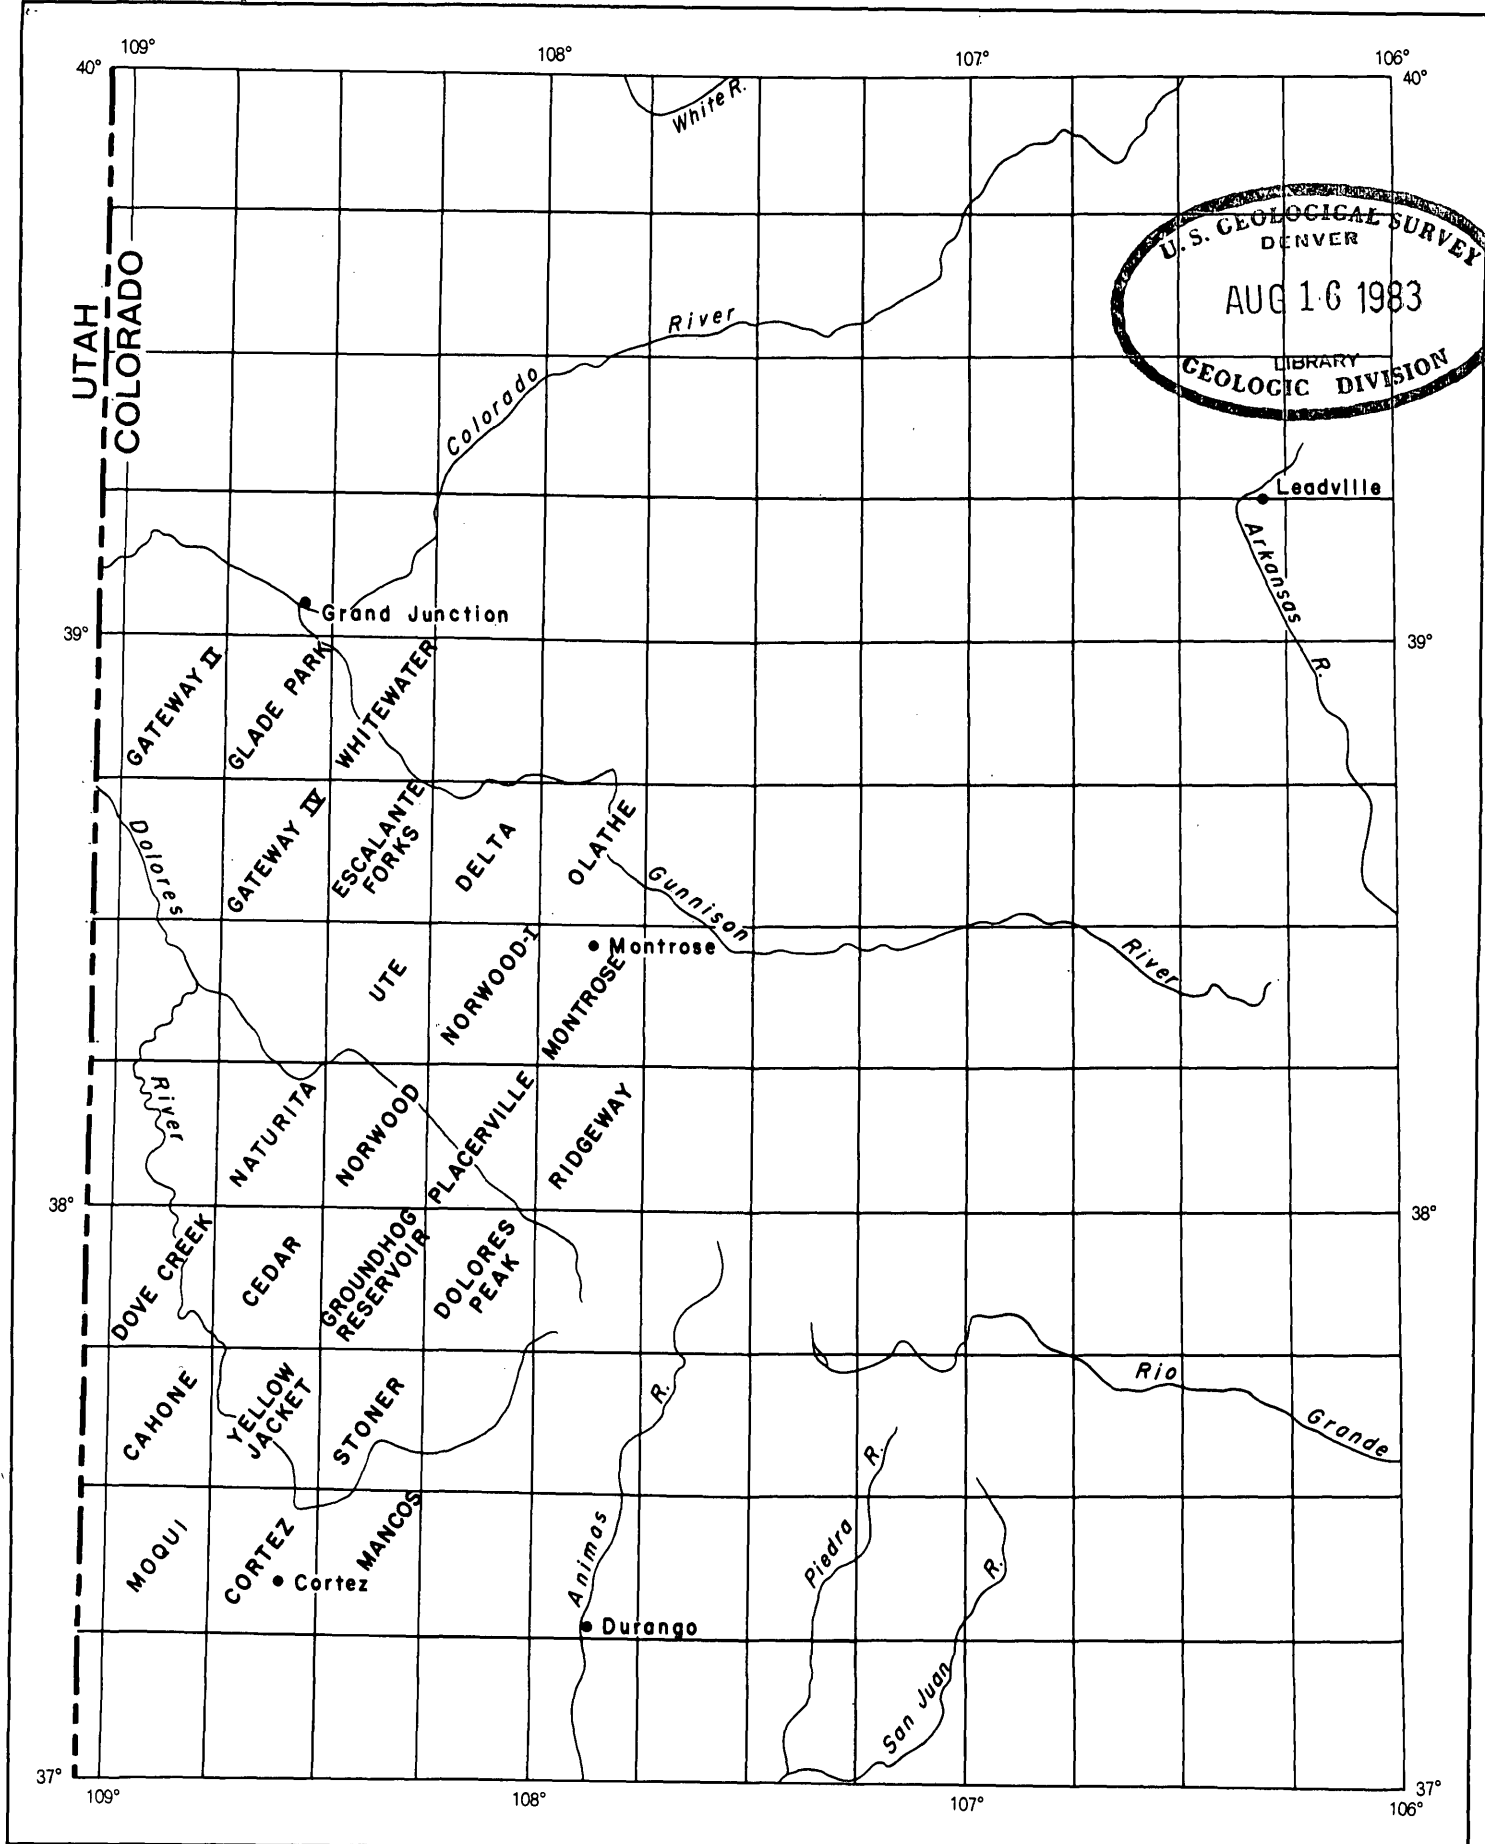 109°
108°
107°
106°
40°
40°
White R.
U.S. GEOLOGICAL SURVEY
DENVER
AUG 16 1983
LIBRARY
GEOLOGIC DIVISION
UTAH
COLORADO
Colorado River
Leadville
Arkansas R.
Grand Junction
39°
39°
GATEWAY II
GLADE PARK
WHITEWATER
GATEWAY IV
ESCALANTE
FORKS
DELTA
OLATHE
Dolores River
Gunnison River
Montrose
UTE
NORWOOD-I
MONTROSE
NATURITA
NORWOOD
PLACERVILLE
RIDGEWAY
38°
38°
DOVE CREEK
CEDAR
GROUNDHOG
RESERVOIR
DOLORES
PEAK
CAHONE
YELLOW
JACKET
STONER
Rio Grande
MOQUI
CORTEZ
MANCOS
Cortez
Animas R.
Durango
Piedra R.
San Juan R.
37°
37°
109°
108°
107°
106°